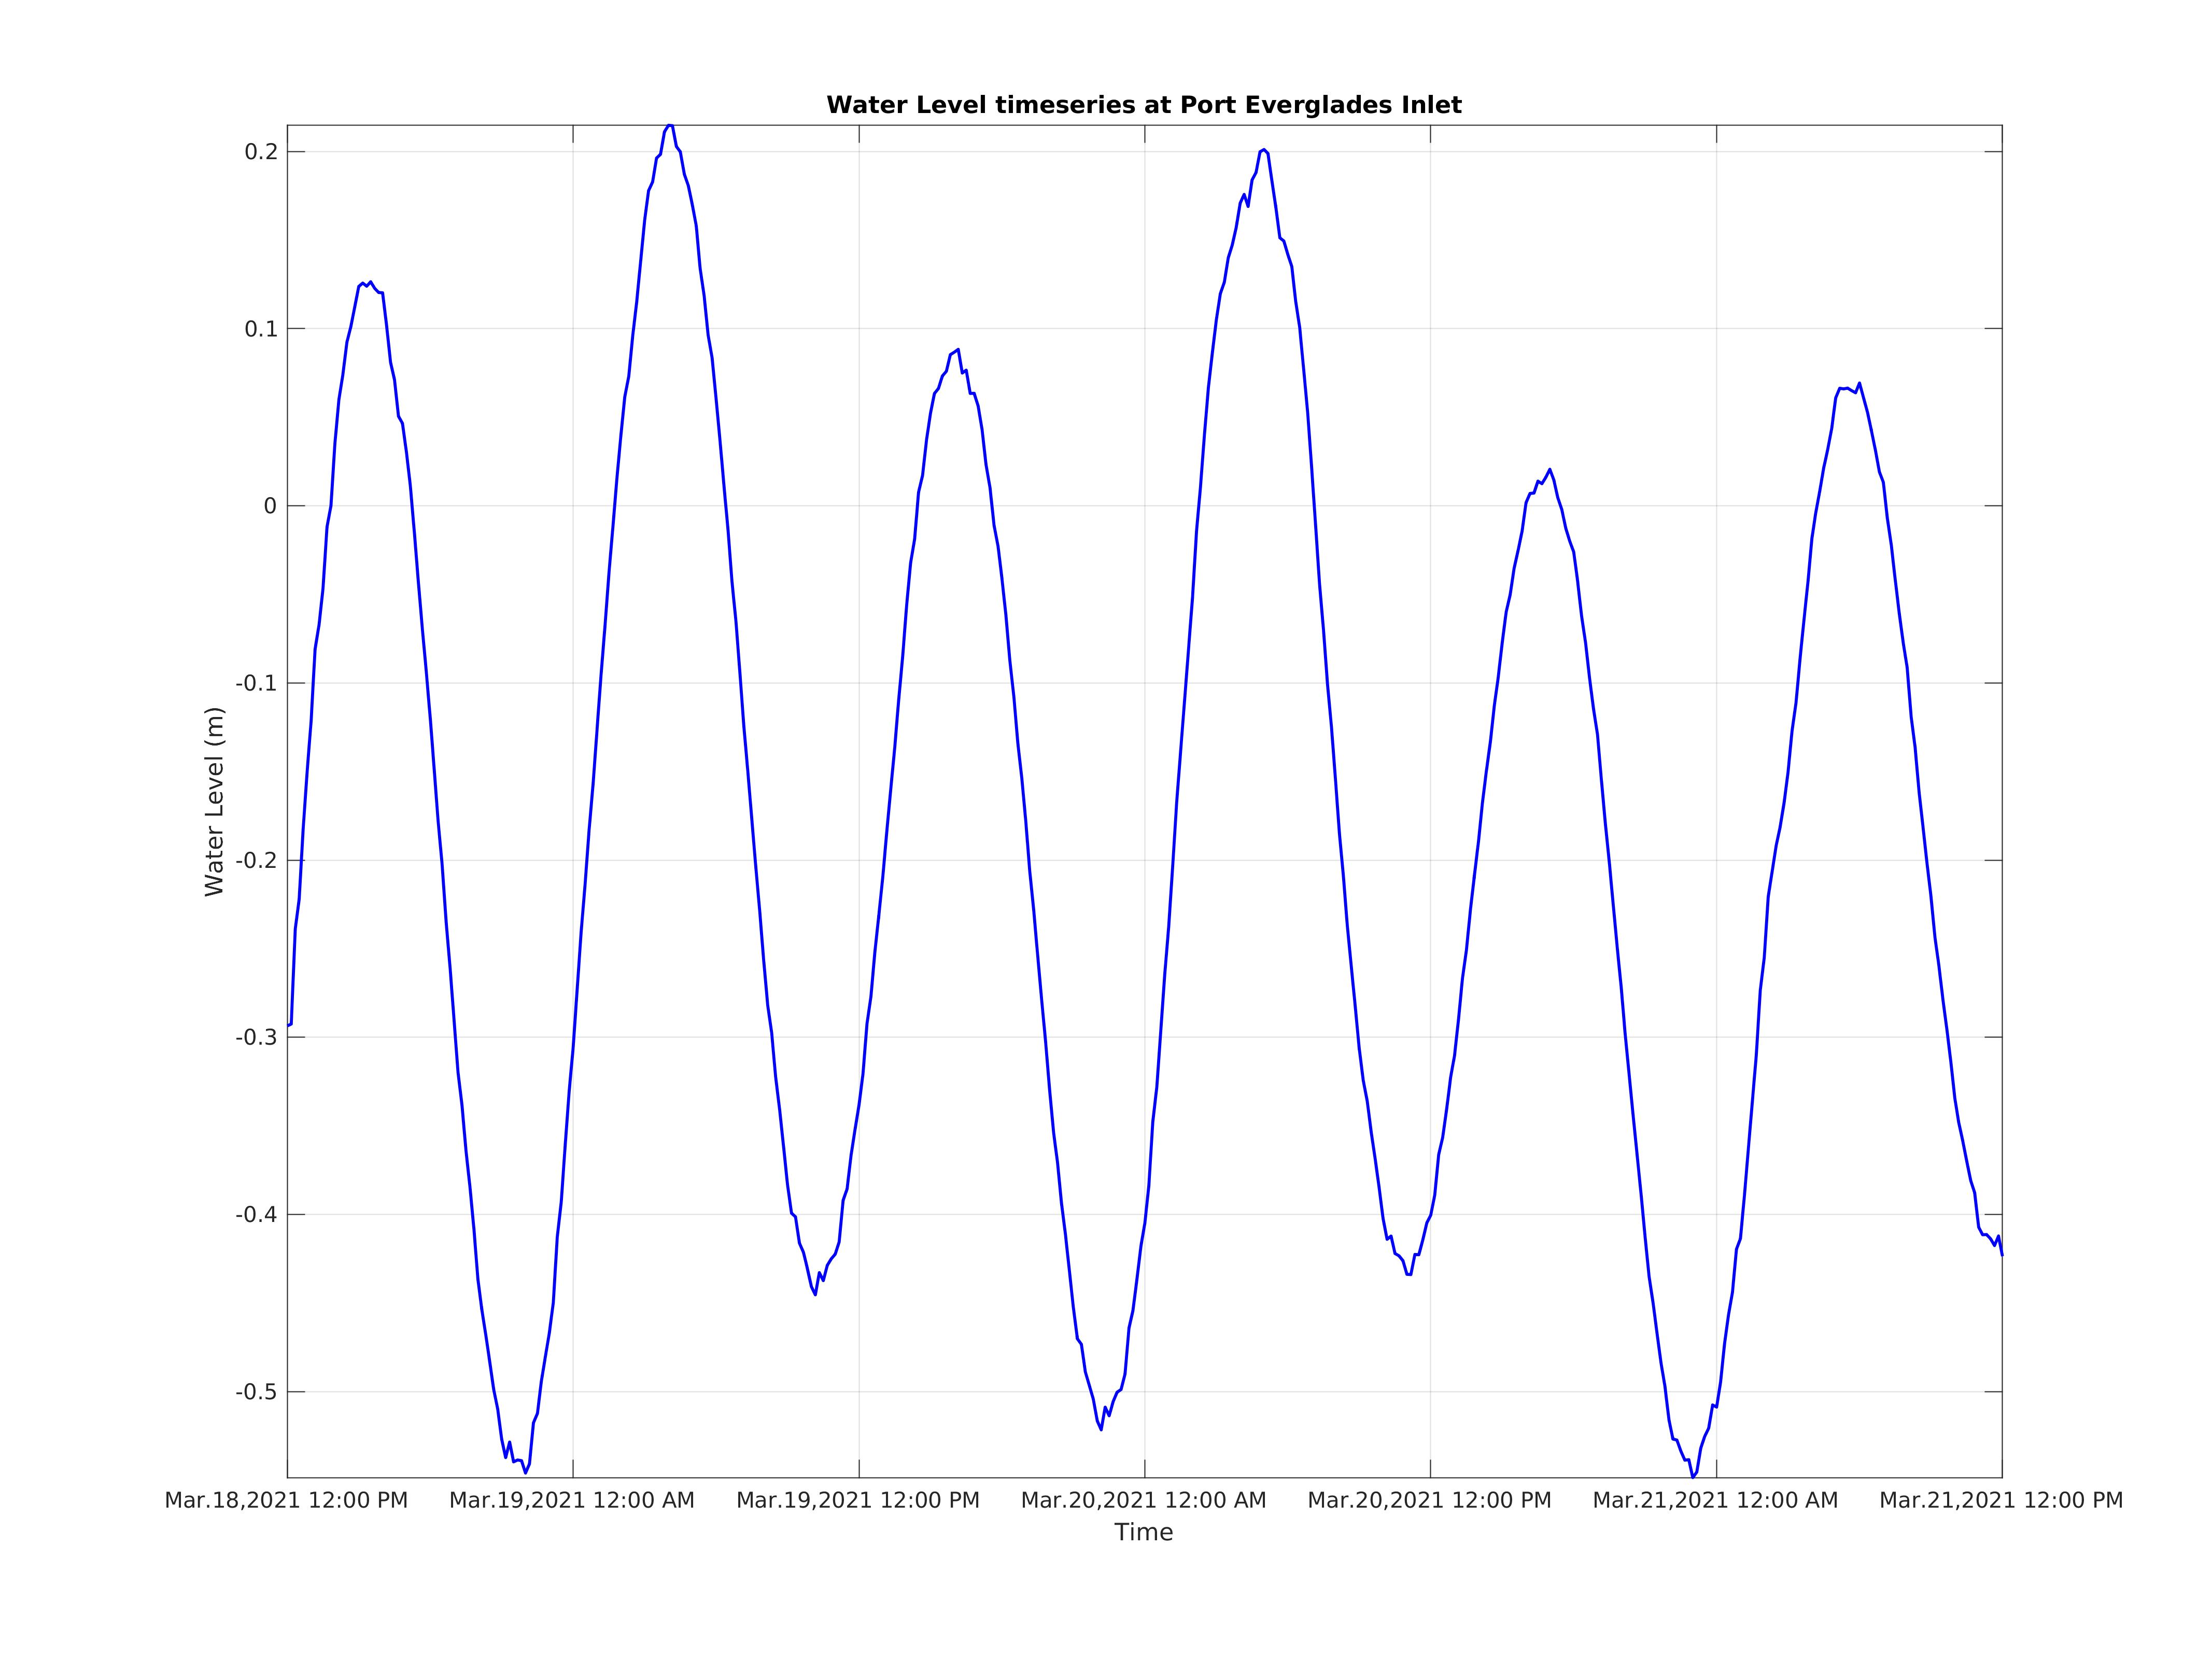 Water Level timeseries at Port Everglades Inlet
0.2
0.1
0
-0.1
-0.2
-0.3
-0.4
-0.5
Water Level (m)
Mar.18,2021 12:00 PM Mar.19,2021 12:00 AM Mar.19,2021 12:00 PM Mar.20,2021 12:00 AM Mar.20,2021 12:00 PM Mar.21,2021 12:00 AM Mar.21,2021 12:00 PM
Time